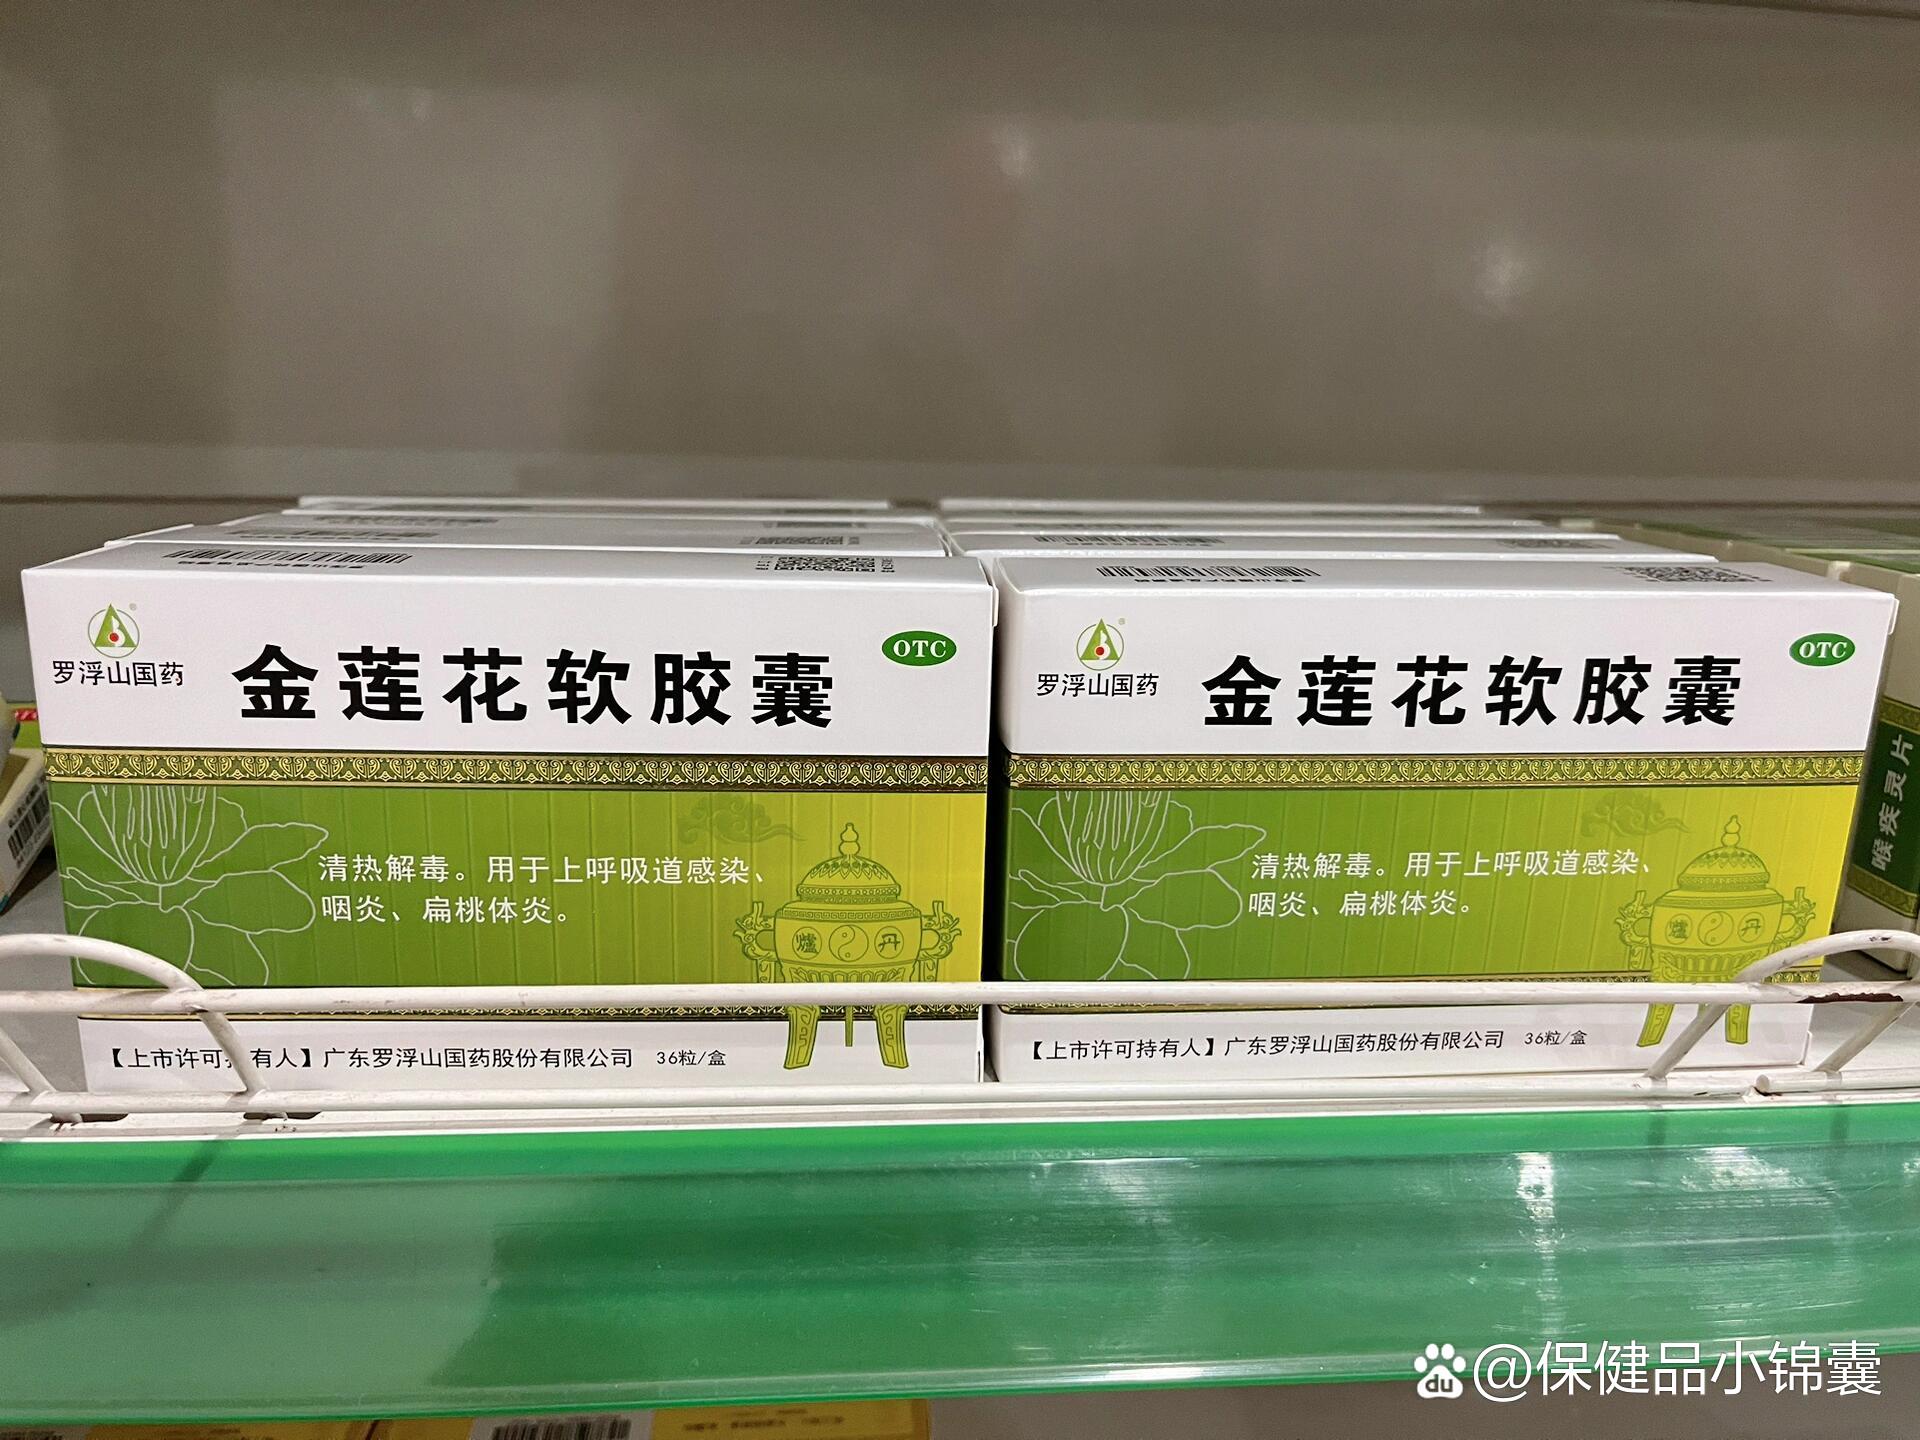 罗浮山国药
金莲花软胶囊
OTC
清热解毒。用于上呼吸道感染、
咽炎、扁桃体炎。
爐 丹
【上市许可持有人】广东罗浮山国药股份有限公司 36粒/盒
罗浮山国药
金莲花软胶囊
OTC
清热解毒。用于上呼吸道感染、
咽炎、扁桃体炎。
爐 丹
【上市许可持有人】广东罗浮山国药股份有限公司 36粒/盒
喉疾灵片
du @保健品小锦囊